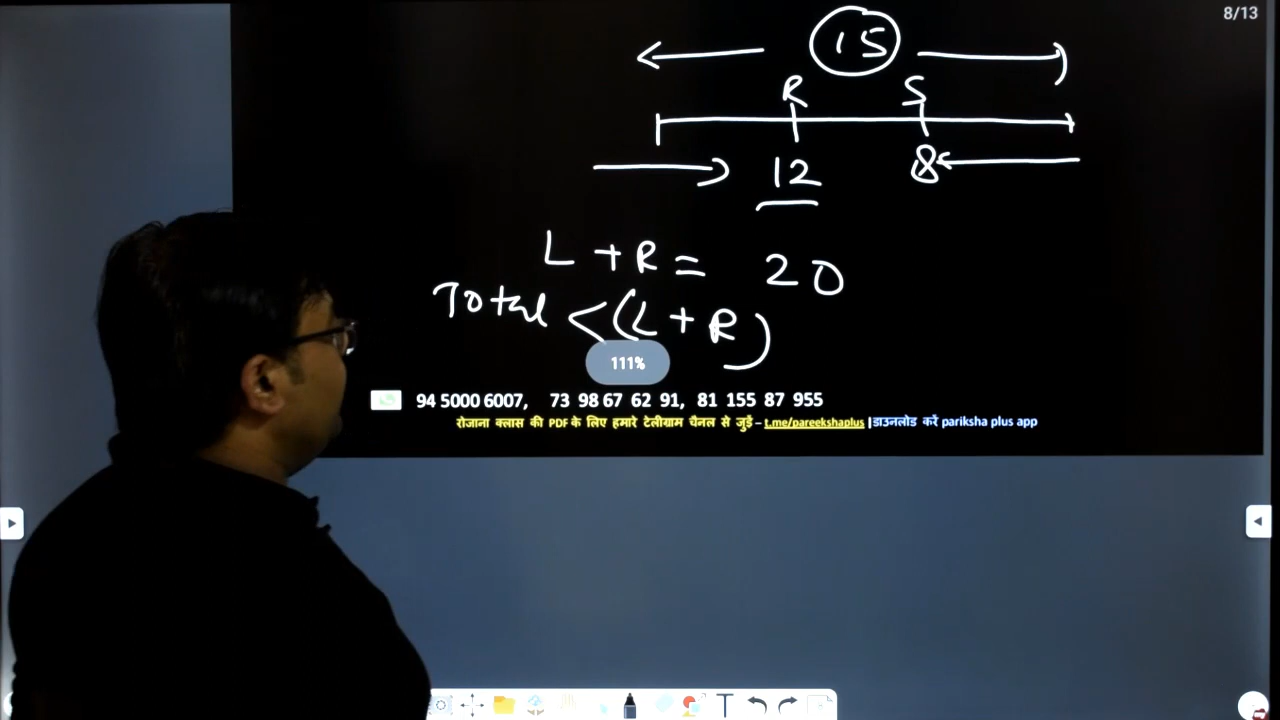 8/13
15
R S
12 8
L + R = 20
Total < (L + R)
111%
94 5000 6007, 73 98 67 62 91, 81 155 87 955
रोजाना क्लास की PDF के लिए हमारे टेलीग्राम चैनल से जुड़ें – t.me/pareekshaplus |डाउनलोड करें pariksha plus app
T